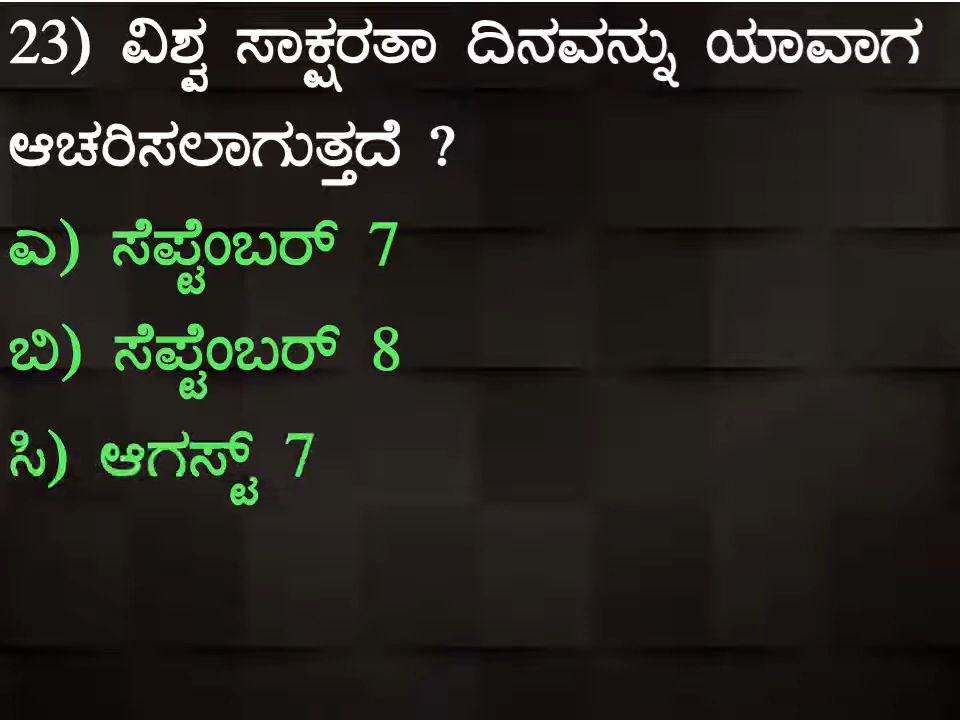 23) ವಿಶ್ವ ಸಾಕ್ಷರತಾ ದಿನವನ್ನು ಯಾವಾಗ
ಆಚರಿಸಲಾಗುತ್ತದೆ ?
ಎ) ಸೆಪ್ಟೆಂಬರ್ 7
ಬಿ) ಸೆಪ್ಟೆಂಬರ್ 8
ಸಿ) ಆಗಸ್ಟ್ 7